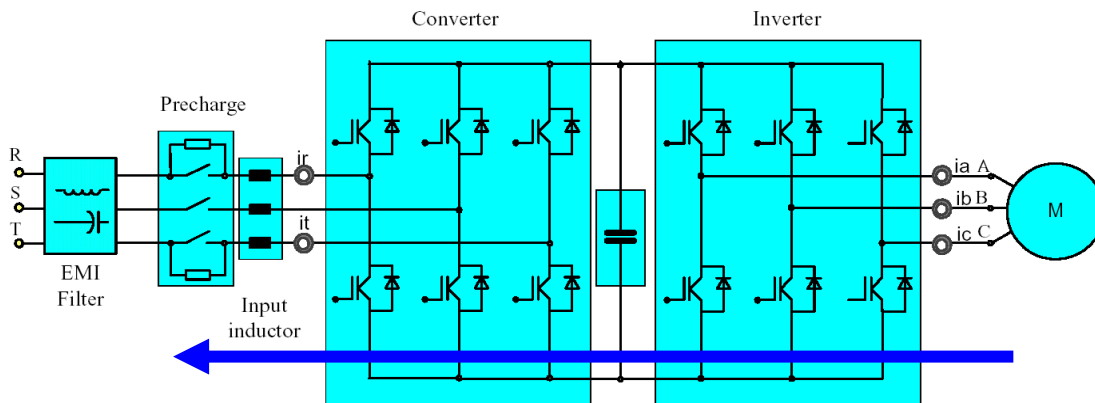 Converter
Inverter
Precharge
R
S
T
ir
it
EMI
Filter
Input
inductor
ia A
ib B
ic C
M